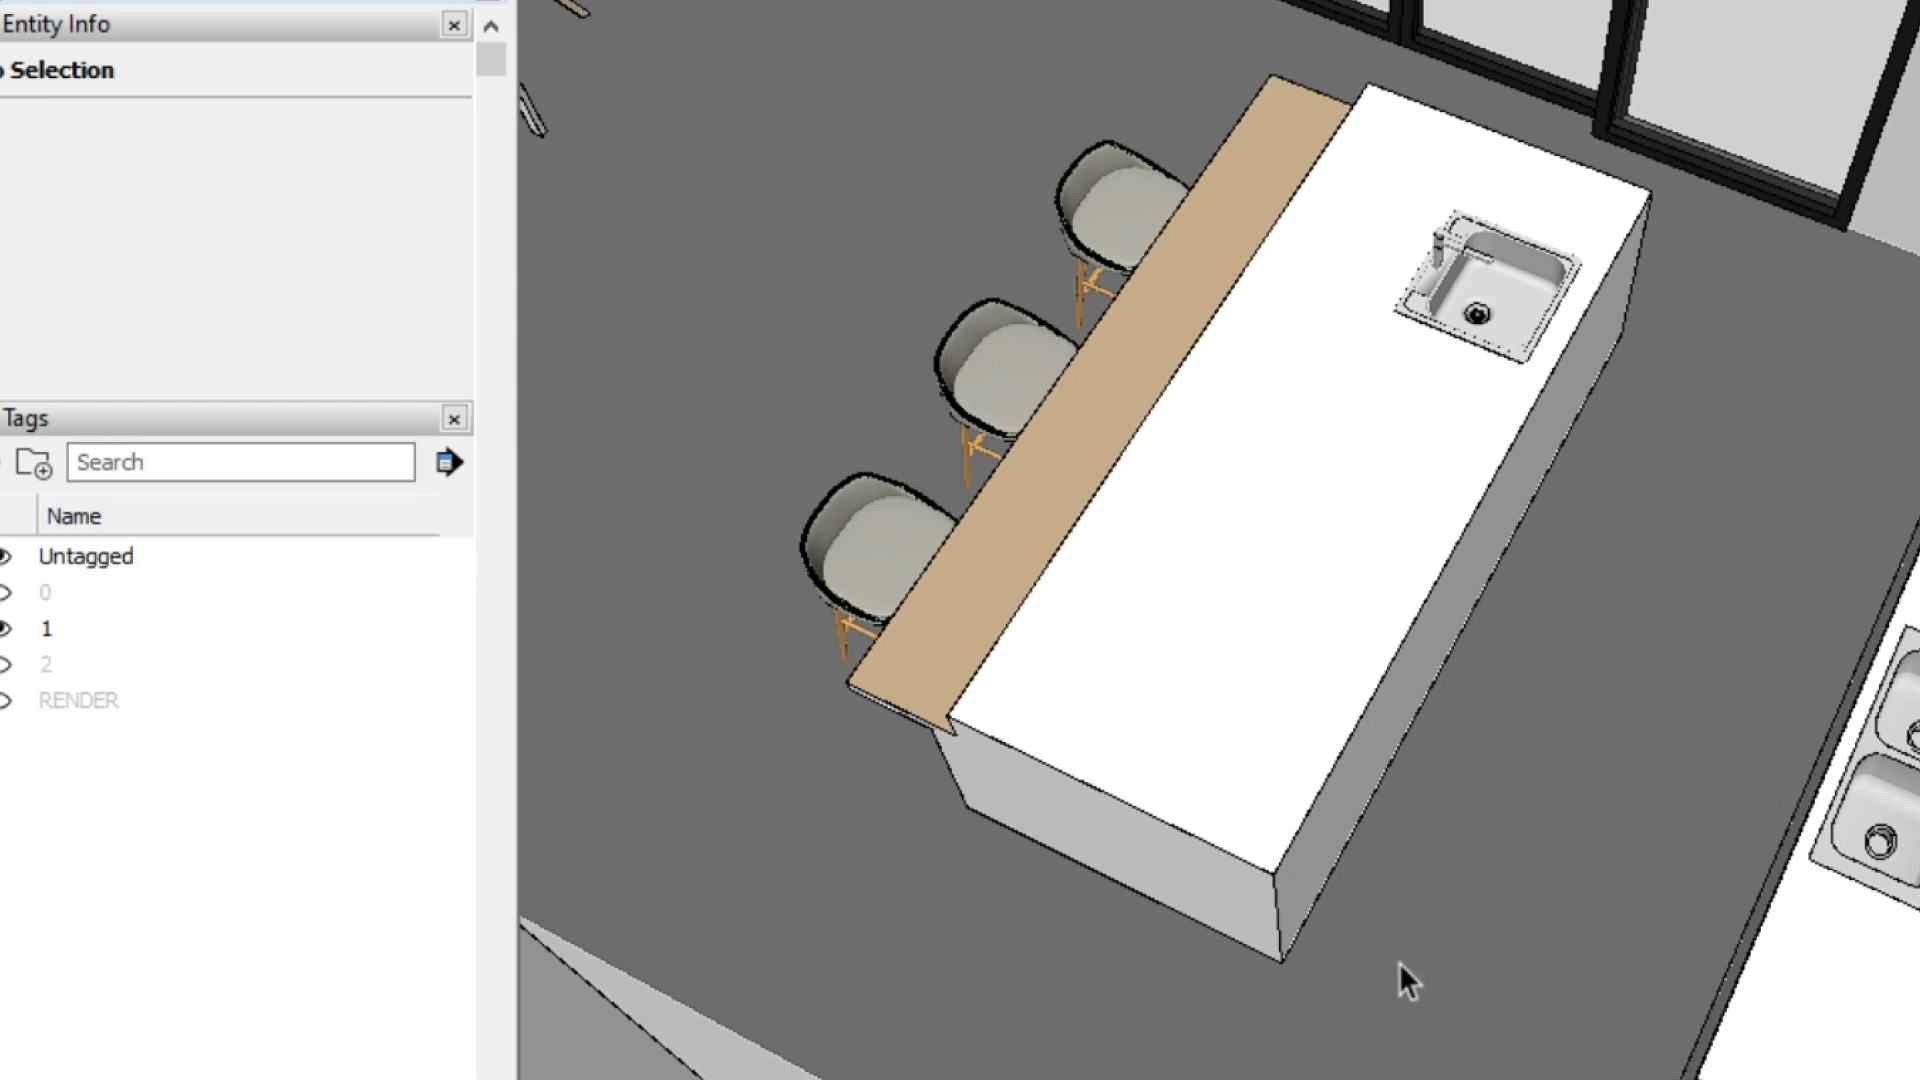 Entity Info
Selection
Tags
Search
Name
Untagged
0
1
2
RENDER